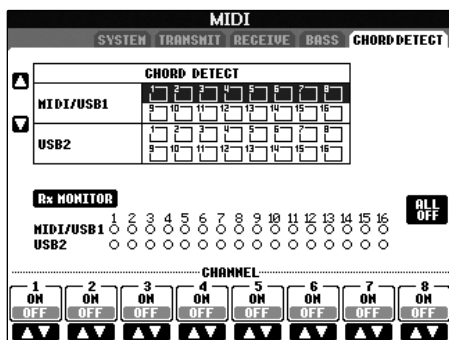 MIDI
SYSTEM TRANSMIT RECEIVE BASS CHORD DETECT
CHORD DETECT
MIDI/USB1
1 2 3 4 5 6 7 8
9 10 11 12 13 14 15 16
USB2
1 2 3 4 5 6 7 8
9 10 11 12 13 14 15 16
Rx MONITOR
ALL OFF
1 2 3 4 5 6 7 8 9 10 11 12 13 14 15 16
MIDI/USB1
USB2
CHANNEL
1 2 3 4 5 6 7 8
ON ON ON ON ON ON ON ON
OFF OFF OFF OFF OFF OFF OFF OFF